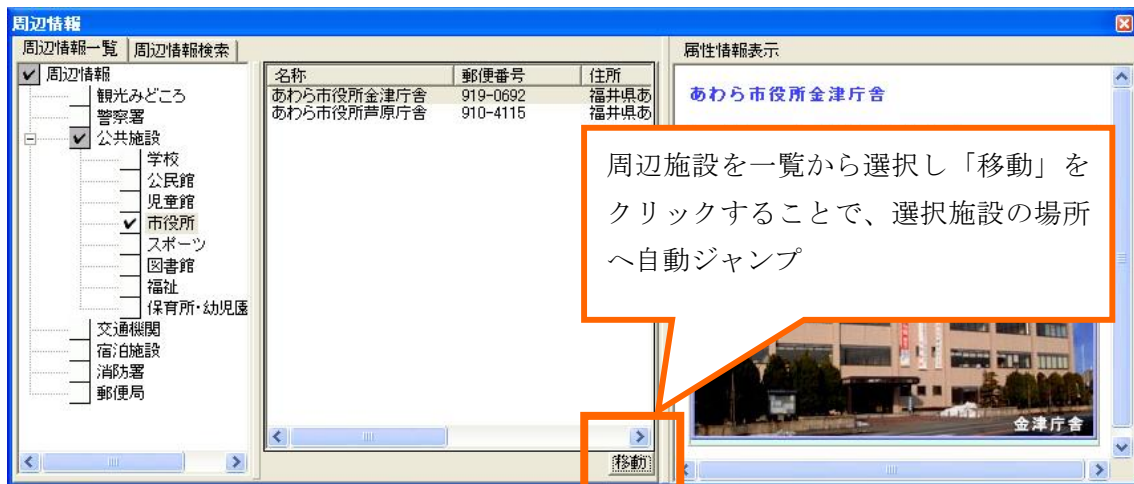 周辺情報
周辺情報一覧 周辺情報検索
周辺情報
観光みどころ
警察署
公共施設
学校
公民館
児童館
市役所
スポーツ
図書館
福祉
保育所・幼児園
交通機関
宿泊施設
消防署
郵便局
名称 郵便番号 住所
あわら市役所金津庁舎 919-0692 福井県あ
あわら市役所芦原庁舎 910-4115 福井県あ
移動
属性情報表示
あわら市役所金津庁舎
周辺施設を一覧から選択し「移動」を
クリックすることで、選択施設の場所
へ自動ジャンプ
金津庁舎